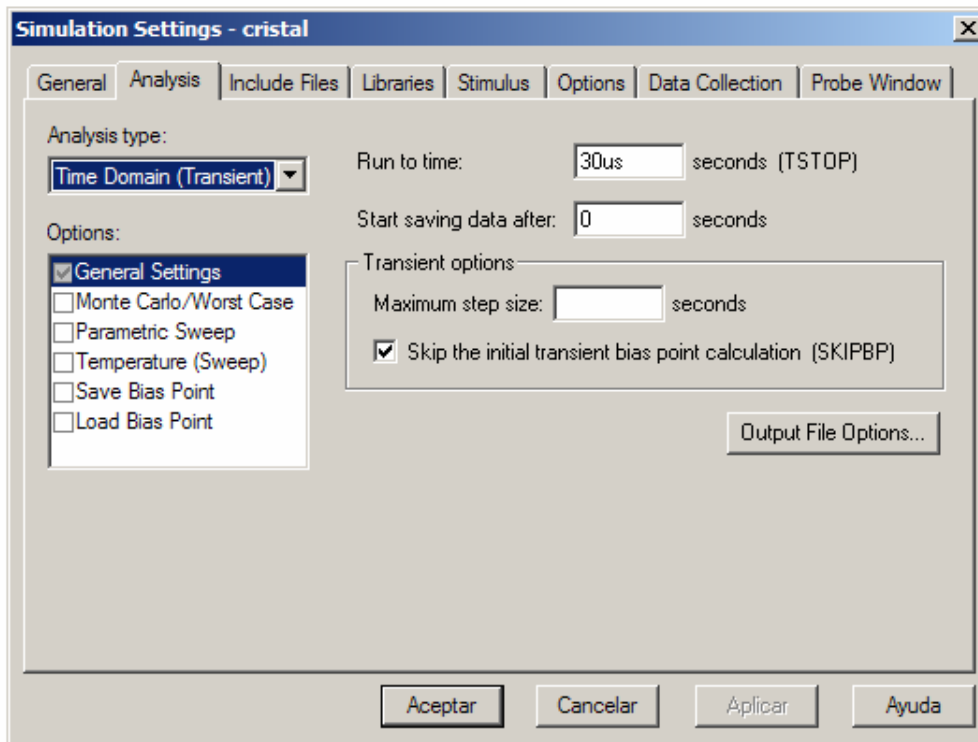 Simulation Settings - cristal
General Analysis Include Files Libraries Stimulus Options Data Collection Probe Window
Analysis type:
Time Domain (Transient)
Options:
General Settings
Monte Carlo/Worst Case
Parametric Sweep
Temperature (Sweep)
Save Bias Point
Load Bias Point
Run to time: 30us seconds (TSTOP)
Start saving data after: 0 seconds
Transient options
Maximum step size: seconds
Skip the initial transient bias point calculation (SKIPBP)
Output File Options...
Aceptar Cancelar Aplicar Ayuda